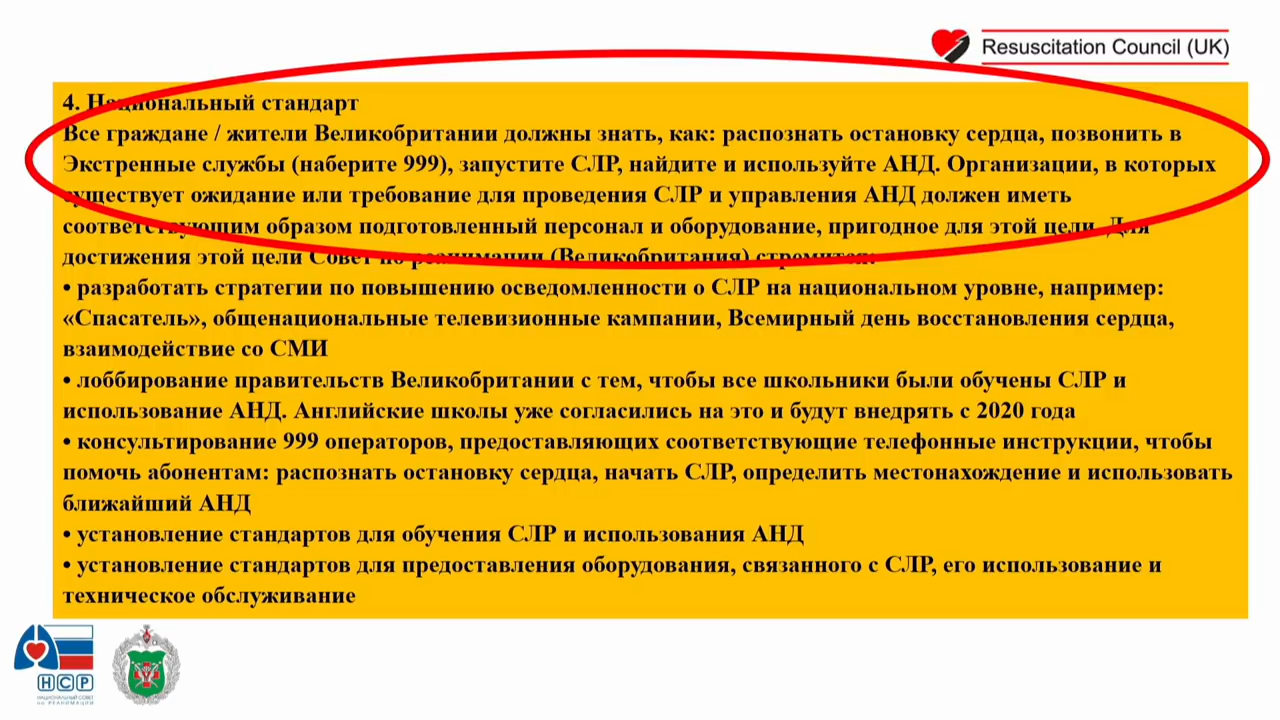 Resuscitation Council (UK)
4. Национальный стандарт
Все граждане / жители Великобритании должны знать, как: распознать остановку сердца, позвонить в
Экстренные службы (наберите 999), запустите СЛР, найдите и используйте АНД. Организации, в которых
существует ожидание или требование для проведения СЛР и управления АНД должен иметь
соответствующим образом подготовленный персонал и оборудование, пригодное для этой цели. Для
достижения этой цели Совет по реанимации (Великобритания) стремится:
• разработать стратегии по повышению осведомленности о СЛР на национальном уровне, например:
«Спасатель», общенациональные телевизионные кампании, Всемирный день восстановления сердца,
взаимодействие со СМИ
• лоббирование правительств Великобритании с тем, чтобы все школьники были обучены СЛР и
использование АНД. Английские школы уже согласились на это и будут внедрять с 2020 года
• консультирование 999 операторов, предоставляющих соответствующие телефонные инструкции, чтобы
помочь абонентам: распознать остановку сердца, начать СЛР, определить местонахождение и использовать
ближайший АНД
• установление стандартов для обучения СЛР и использования АНД
• установление стандартов для предоставления оборудования, связанного с СЛР, его использование и
техническое обслуживание
НСР
НАЦИОНАЛЬНЫЙ СОВЕТ
ПО РЕАНИМАЦИИ